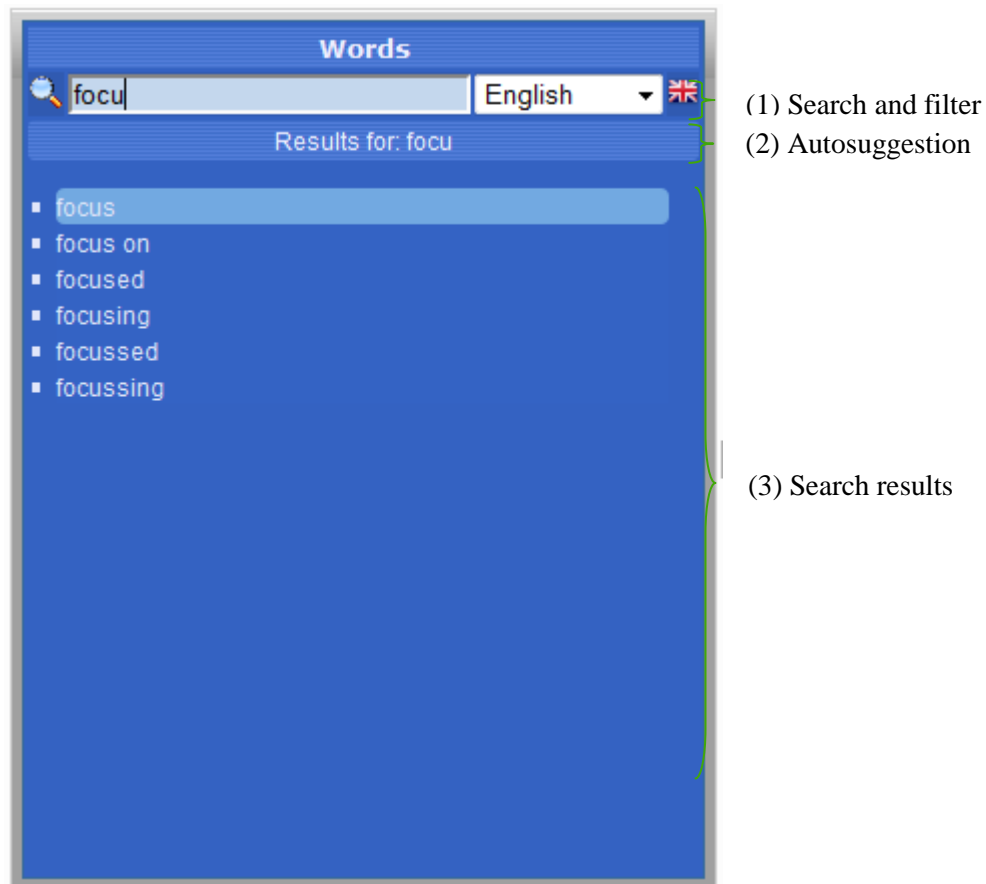 Words
focu English
(1) Search and filter
Results for: focu
(2) Autosuggestion
focus
focus on
focused
focusing
focussed
focussing
(3) Search results